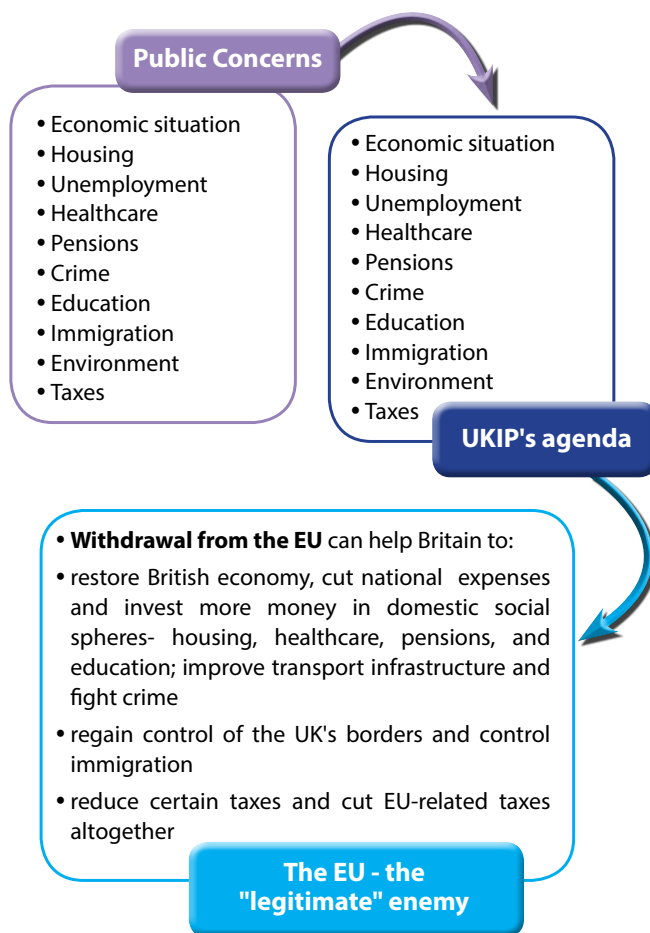 Public Concerns
• Economic situation
• Housing
• Unemployment
• Healthcare
• Pensions
• Crime
• Education
• Immigration
• Environment
• Taxes
• Economic situation
• Housing
• Unemployment
• Healthcare
• Pensions
• Crime
• Education
• Immigration
• Environment
• Taxes
UKIP's agenda
• Withdrawal from the EU can help Britain to:
• restore British economy, cut national expenses
and invest more money in domestic social
spheres- housing, healthcare, pensions, and
education; improve transport infrastructure and
fight crime
• regain control of the UK's borders and control
immigration
• reduce certain taxes and cut EU-related taxes
altogether
The EU - the
"legitimate" enemy